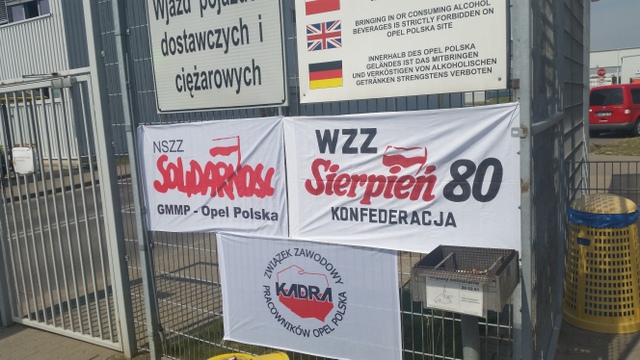 Wjazd pojazdów
dostawczych i
ciężarowych
BRINGING IN OR CONSUMING ALCOHOL
BEVERAGES IS STRICTLY FORBIDDEN ON
OPEL POLSKA SITE
INNERHALB DES OPEL POLSKA
GELÄNDES IST DAS MITBRINGEN
UND VERKÖSTIGEN VON ALKOHOLISCHEN
GETRÄNKEN STRENGSTENS VERBOTEN
NSZZ
SOLIDARNOŚĆ
GMMP - Opel Polska
WZZ
Sierpień 80
KONFEDERACJA
ZWIĄZEK ZAWODOWY
KADRA
PRACOWNIKÓW OPEL POLSKA